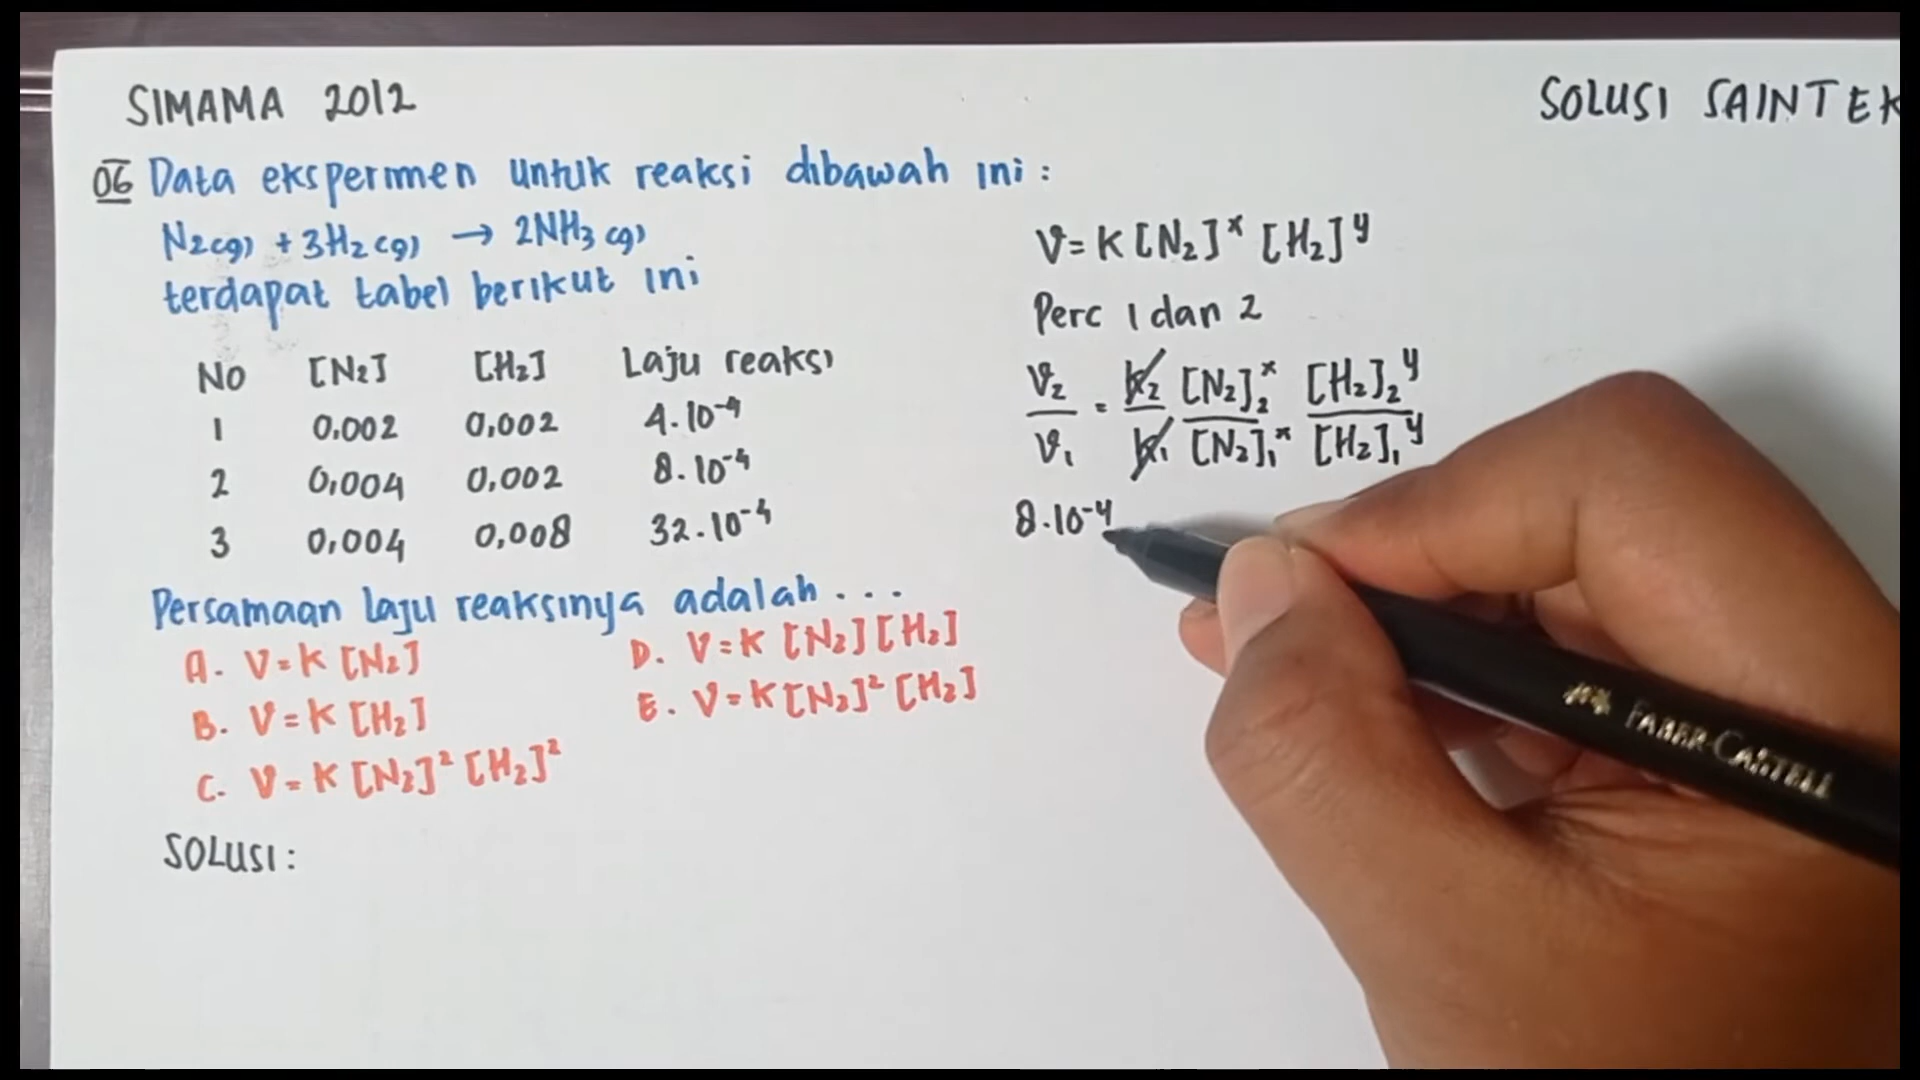 SIMAMA 2012
SOLUSI SAINTEK
06 Data ekspermen untuk reaksi dibawah ini :
N2(g) + 3H2(g) → 2NH3(g)
terdapat tabel berikut ini
No [N2] [H2] Laju reaksi
1 0.002 0,002 4.10⁻⁴
2 0,004 0,002 8.10⁻⁴
3 0,004 0,008 32.10⁻⁴
Persamaan laju reaksinya adalah ...
A. V=K [N2]
B. V=K [H2]
C. V=K [N2]² [H2]²
D. V=K [N2] [H2]
E. V=K [N2]² [H2]
SOLUSI :
V=K [N2]ˣ [H2]ʸ
Perc 1 dan 2
V2/V1 = K2/K1 [N2]2ˣ/[N2]1ˣ [H2]2ʸ/[H2]1ʸ
8.10⁻⁴
FABER-CASTELL